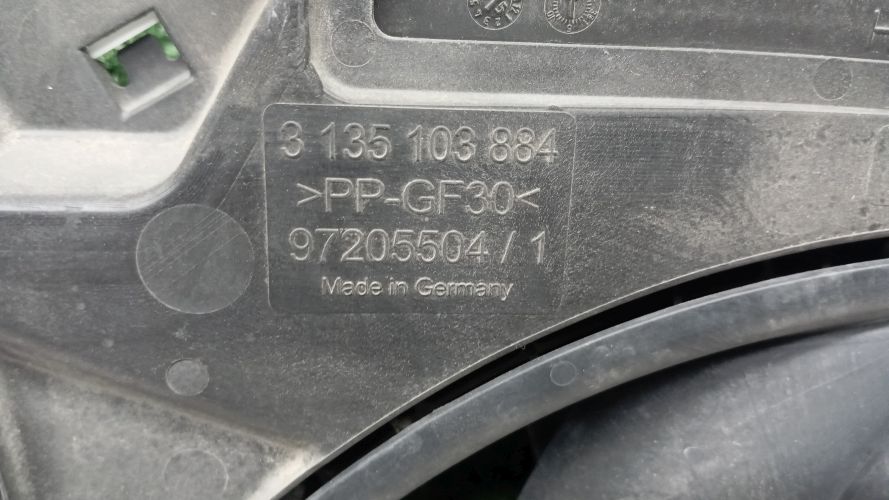 3 135 103 884
>PP-GF30<
97205504 / 1
Made in Germany